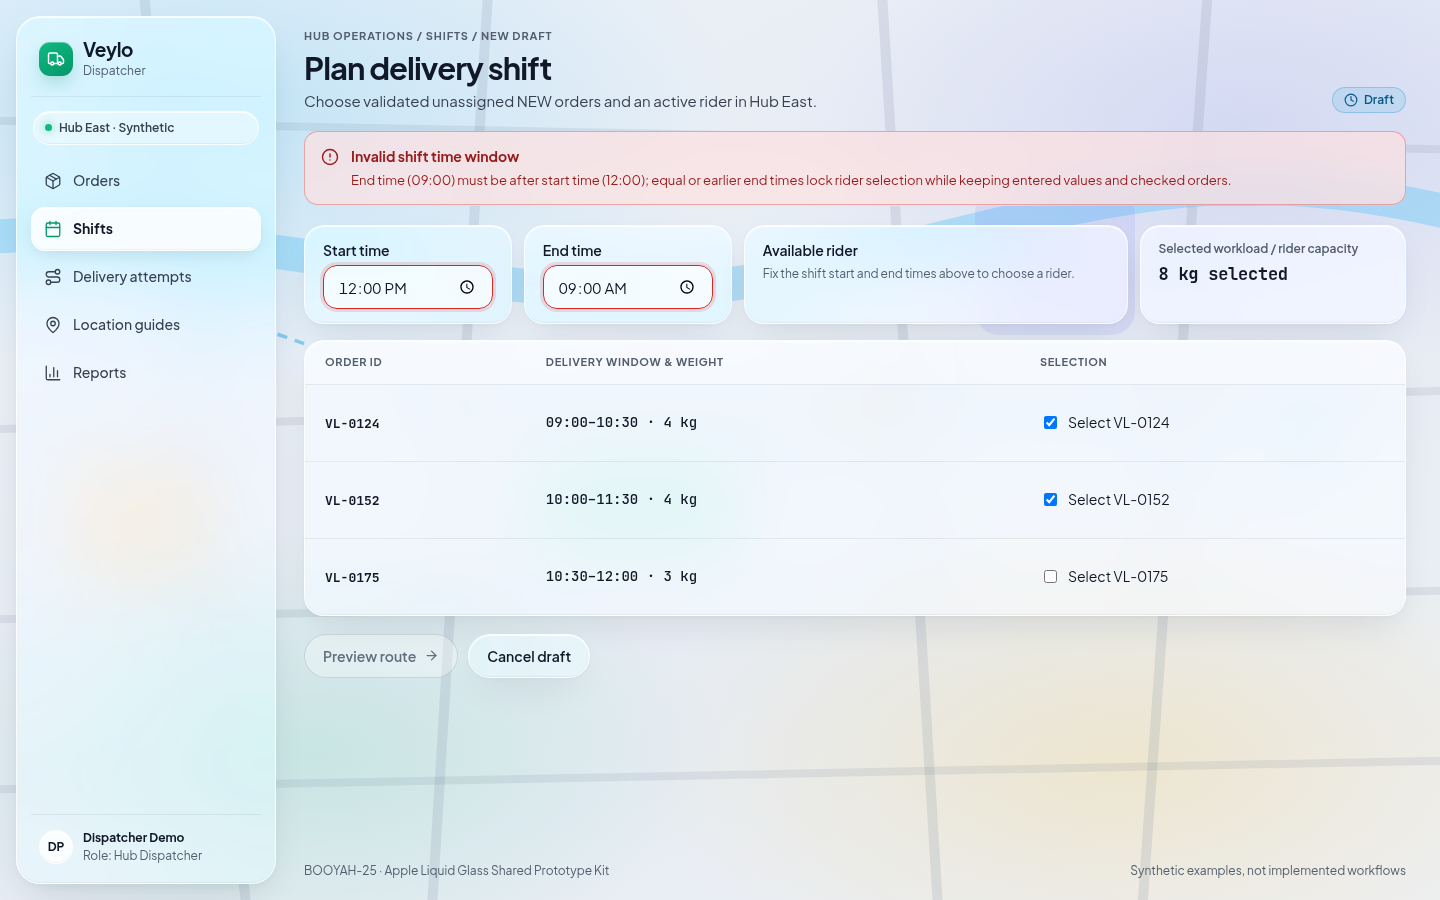 Veylo
Dispatcher
Hub East · Synthetic
Orders
Shifts
Delivery attempts
Location guides
Reports
DP
Dispatcher Demo
Role: Hub Dispatcher
HUB OPERATIONS / SHIFTS / NEW DRAFT
Plan delivery shift
Choose validated unassigned NEW orders and an active rider in Hub East.
Draft
Invalid shift time window
End time (09:00) must be after start time (12:00); equal or earlier end times lock rider selection while keeping entered values and checked orders.
Start time
12:00 PM
End time
09:00 AM
Available rider
Fix the shift start and end times above to choose a rider.
Selected workload / rider capacity
8 kg selected
ORDER ID DELIVERY WINDOW & WEIGHT SELECTION
VL-0124 09:00–10:30 · 4 kg Select VL-0124
VL-0152 10:00–11:30 · 4 kg Select VL-0152
VL-0175 10:30–12:00 · 3 kg Select VL-0175
Preview route → Cancel draft
BOOYAH-25 · Apple Liquid Glass Shared Prototype Kit
Synthetic examples, not implemented workflows